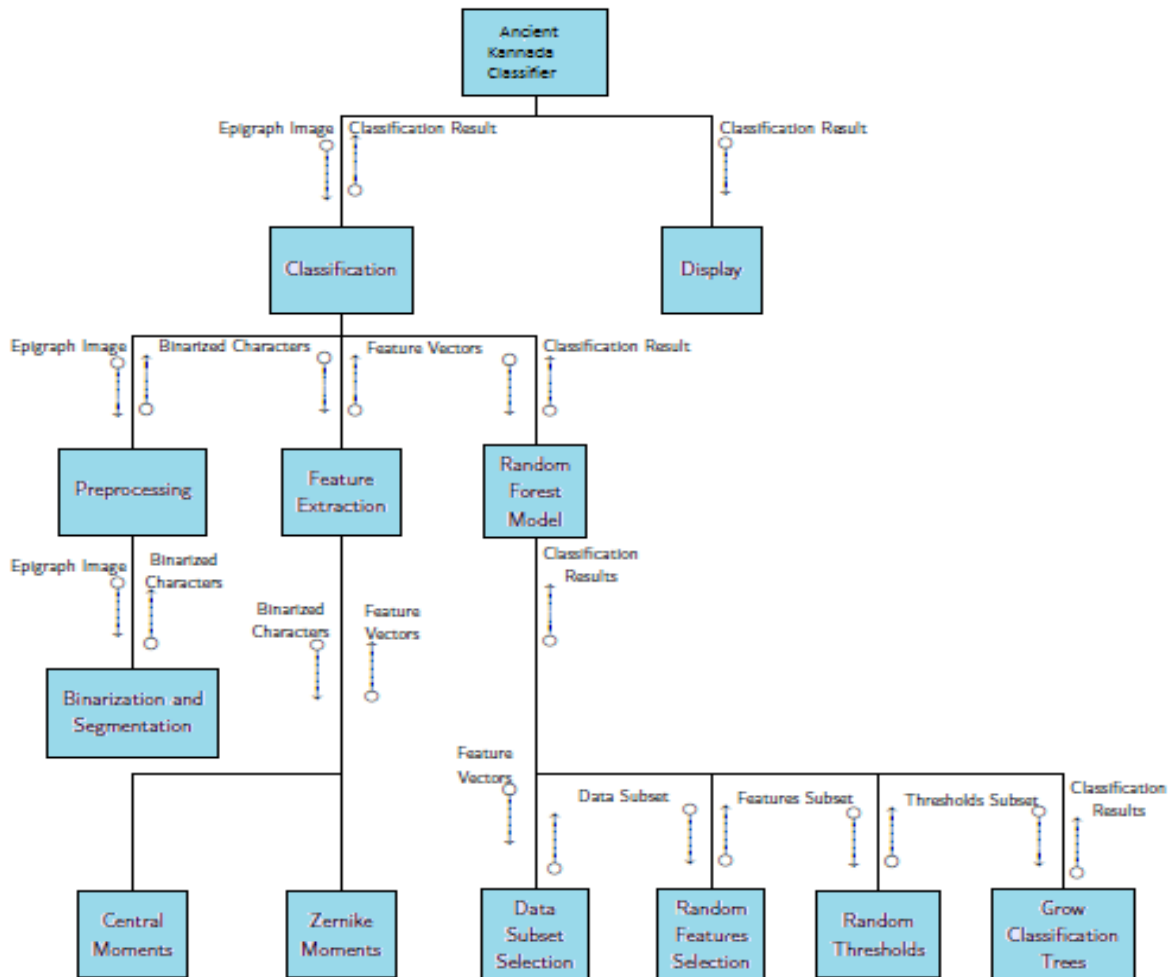 Ancient
Kannada
Classifier
Epigraph Image
Classification Result
Classification Result
Classification
Display
Epigraph Image
Binarized Characters
Feature Vectors
Classification Result
Preprocessing
Feature
Extraction
Random
Forest
Model
Epigraph Image
Binarized
Characters
Classification
Results
Binarized
Characters
Feature
Vectors
Binarization and
Segmentation
Feature
Vectors
Data Subset
Features Subset
Thresholds Subset
Classification
Results
Central
Moments
Zernike
Moments
Data
Subset
Selection
Random
Features
Selection
Random
Thresholds
Grow
Classification
Trees